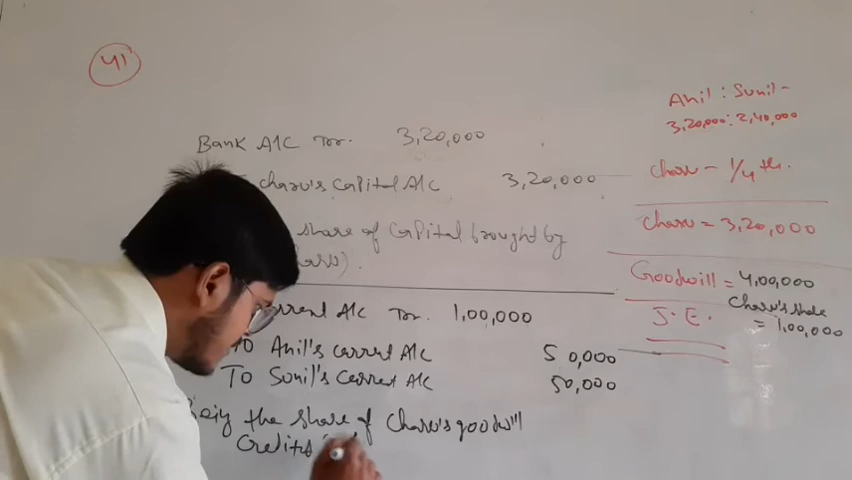 41
Bank A/C Dr. 3,20,000
charu's Capital A/C 3,20,000
share of Capital brought by
current A/c Dr. 1,00,000
To Anil's current A/c 50,000
To Sunil's Current A/c 50,000
Being the share of Charu's goodwill
Credited
Anil : Sunil -
3,20,000 : 2,40,000
Charu - 1/4 th.
Charu = 3,20,000
Goodwill = 4,00,000
Charu's share
= 1,00,000
J.E.